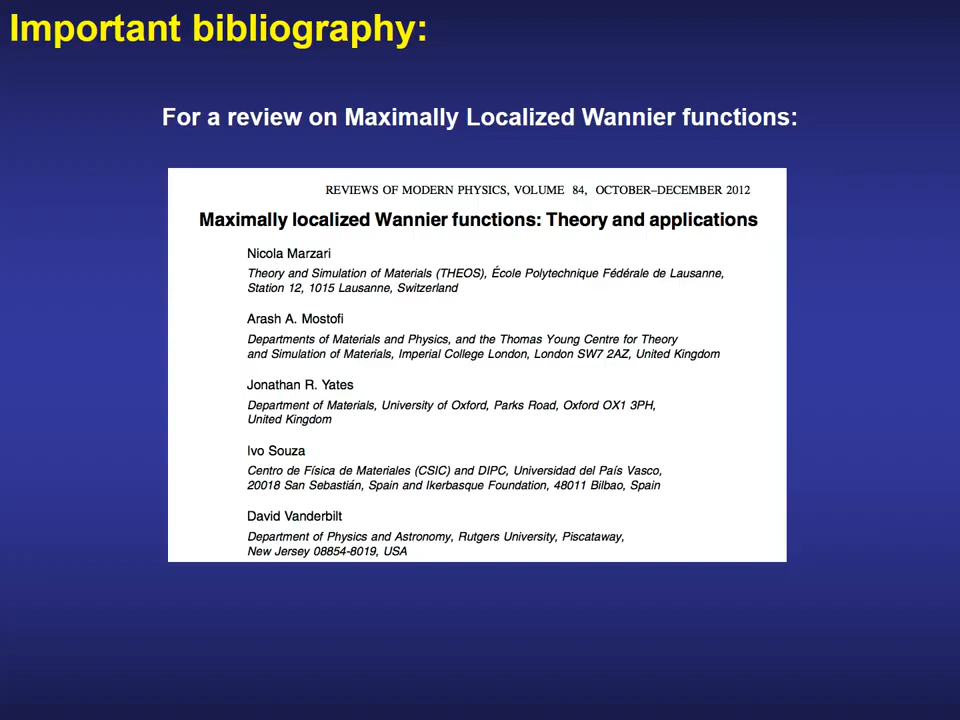 Important bibliography:
For a review on Maximally Localized Wannier functions:
REVIEWS OF MODERN PHYSICS, VOLUME 84, OCTOBER–DECEMBER 2012
Maximally localized Wannier functions: Theory and applications
Nicola Marzari
Theory and Simulation of Materials (THEOS), École Polytechnique Fédérale de Lausanne,
Station 12, 1015 Lausanne, Switzerland
Arash A. Mostofi
Departments of Materials and Physics, and the Thomas Young Centre for Theory
and Simulation of Materials, Imperial College London, London SW7 2AZ, United Kingdom
Jonathan R. Yates
Department of Materials, University of Oxford, Parks Road, Oxford OX1 3PH,
United Kingdom
Ivo Souza
Centro de Física de Materiales (CSIC) and DIPC, Universidad del País Vasco,
20018 San Sebastián, Spain and Ikerbasque Foundation, 48011 Bilbao, Spain
David Vanderbilt
Department of Physics and Astronomy, Rutgers University, Piscataway,
New Jersey 08854-8019, USA